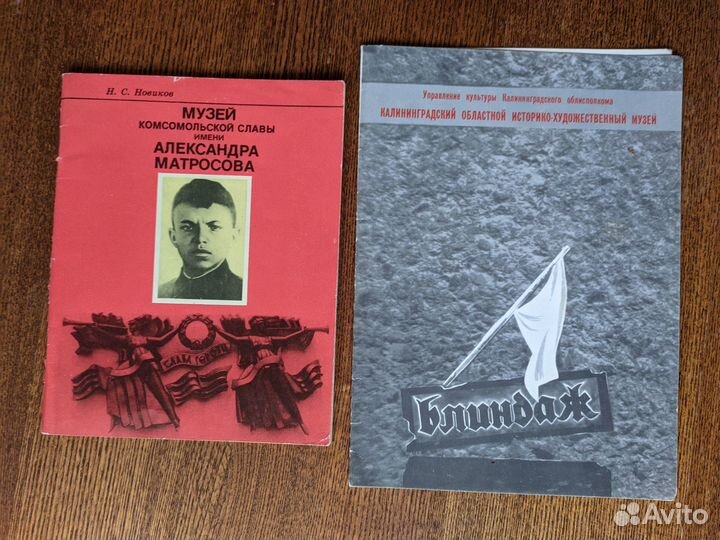 Н. С. Новиков
МУЗЕЙ
КОМСОМОЛЬСКОЙ СЛАВЫ
ИМЕНИ
АЛЕКСАНДРА
МАТРОСОВА
СЛАВА
Управление культуры Калининградского облисполкома
КАЛИНИНГРАДСКИЙ ОБЛАСТНОЙ ИСТОРИКО-ХУДОЖЕСТВЕННЫЙ МУЗЕЙ
блиндаж
Avito